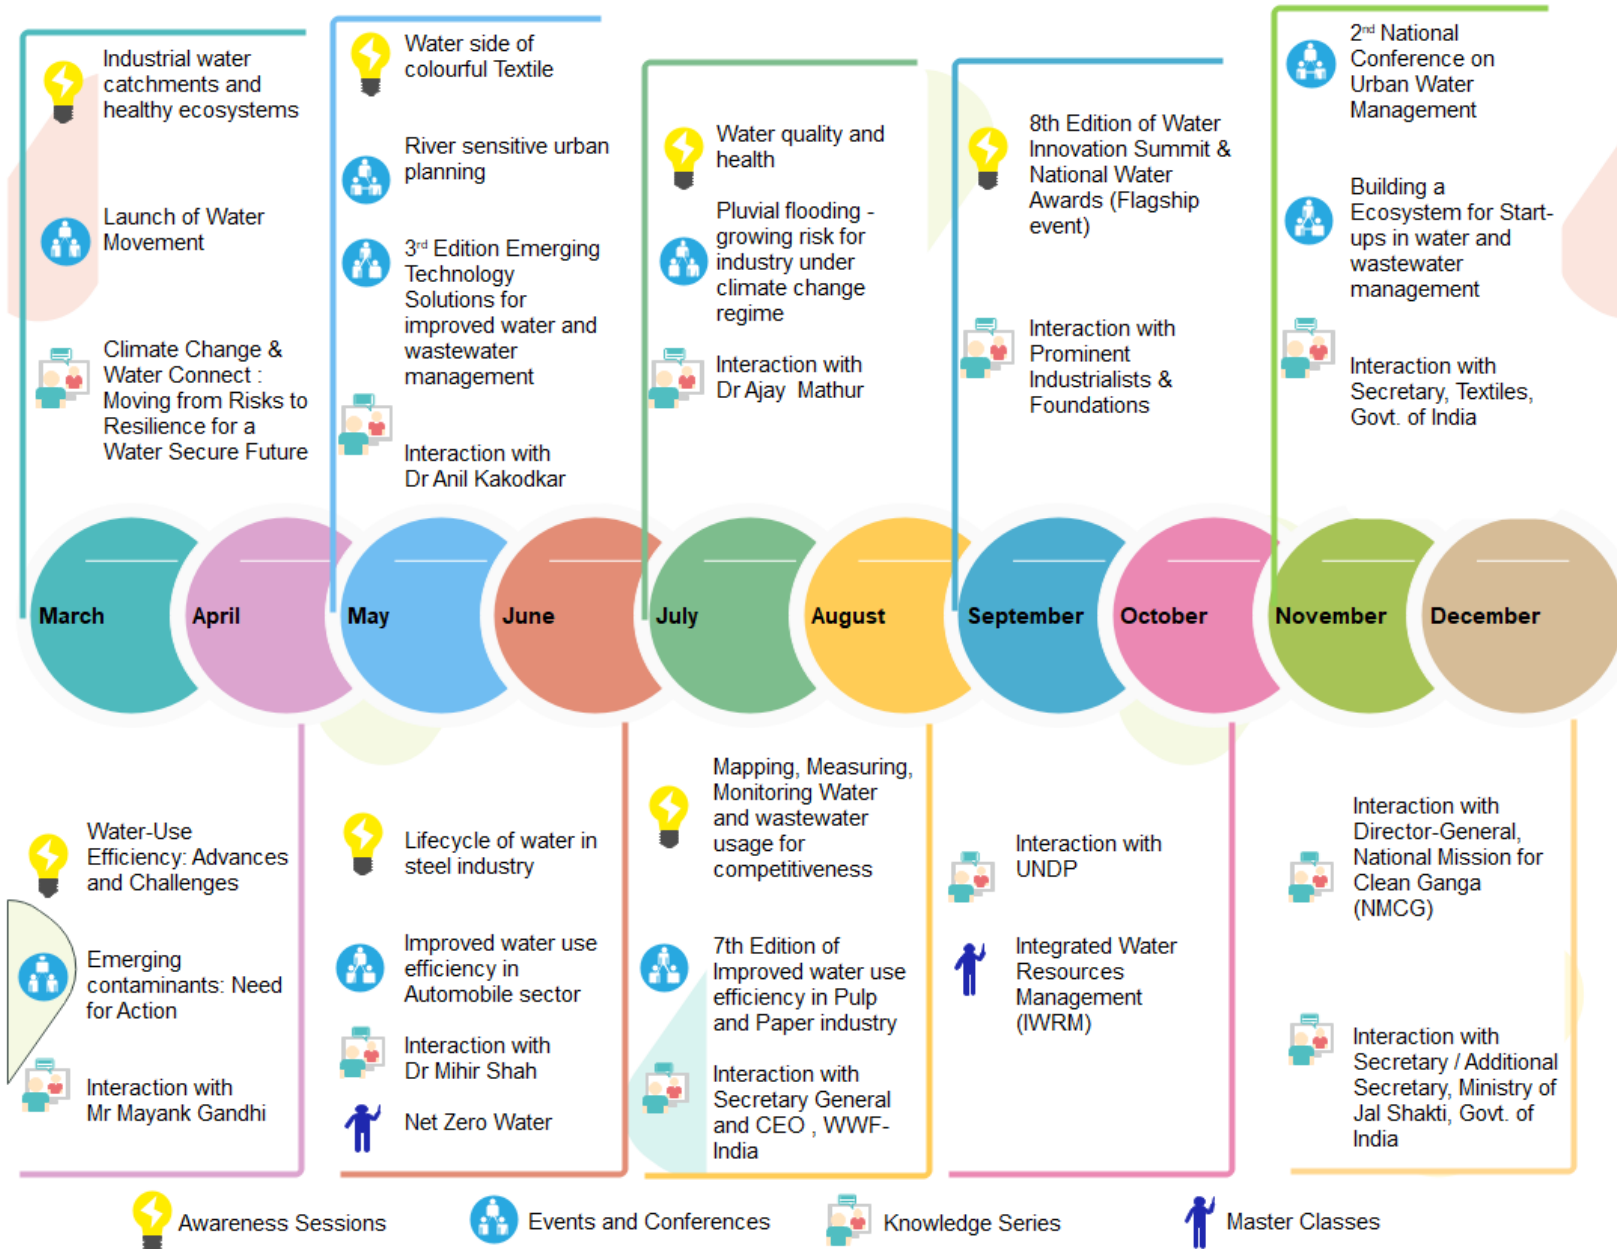 Industrial water
catchments and
healthy ecosystems
Launch of Water
Movement
Climate Change &
Water Connect :
Moving from Risks to
Resilience for a
Water Secure Future
Water side of
colourful Textile
River sensitive urban
planning
3rd Edition Emerging
Technology
Solutions for
improved water and
wastewater
management
Interaction with
Dr Anil Kakodkar
Water quality and
health
Pluvial flooding -
growing risk for
industry under
climate change
regime
Interaction with
Dr Ajay Mathur
8th Edition of Water
Innovation Summit &
National Water
Awards (Flagship
event)
Interaction with
Prominent
Industrialists &
Foundations
2nd National
Conference on
Urban Water
Management
Building a
Ecosystem for Start-
ups in water and
wastewater
management
Interaction with
Secretary, Textiles,
Govt. of India
March
April
May
June
July
August
September
October
November
December
Water-Use
Efficiency: Advances
and Challenges
Emerging
contaminants: Need
for Action
Interaction with
Mr Mayank Gandhi
Lifecycle of water in
steel industry
Improved water use
efficiency in
Automobile sector
Interaction with
Dr Mihir Shah
Net Zero Water
Mapping, Measuring,
Monitoring Water
and wastewater
usage for
competitiveness
7th Edition of
Improved water use
efficiency in Pulp
and Paper industry
Interaction with
Secretary General
and CEO , WWF-
India
Interaction with
UNDP
Integrated Water
Resources
Management
(IWRM)
Interaction with
Director-General,
National Mission for
Clean Ganga
(NMCG)
Interaction with
Secretary / Additional
Secretary, Ministry of
Jal Shakti, Govt. of
India
Awareness Sessions
Events and Conferences
Knowledge Series
Master Classes